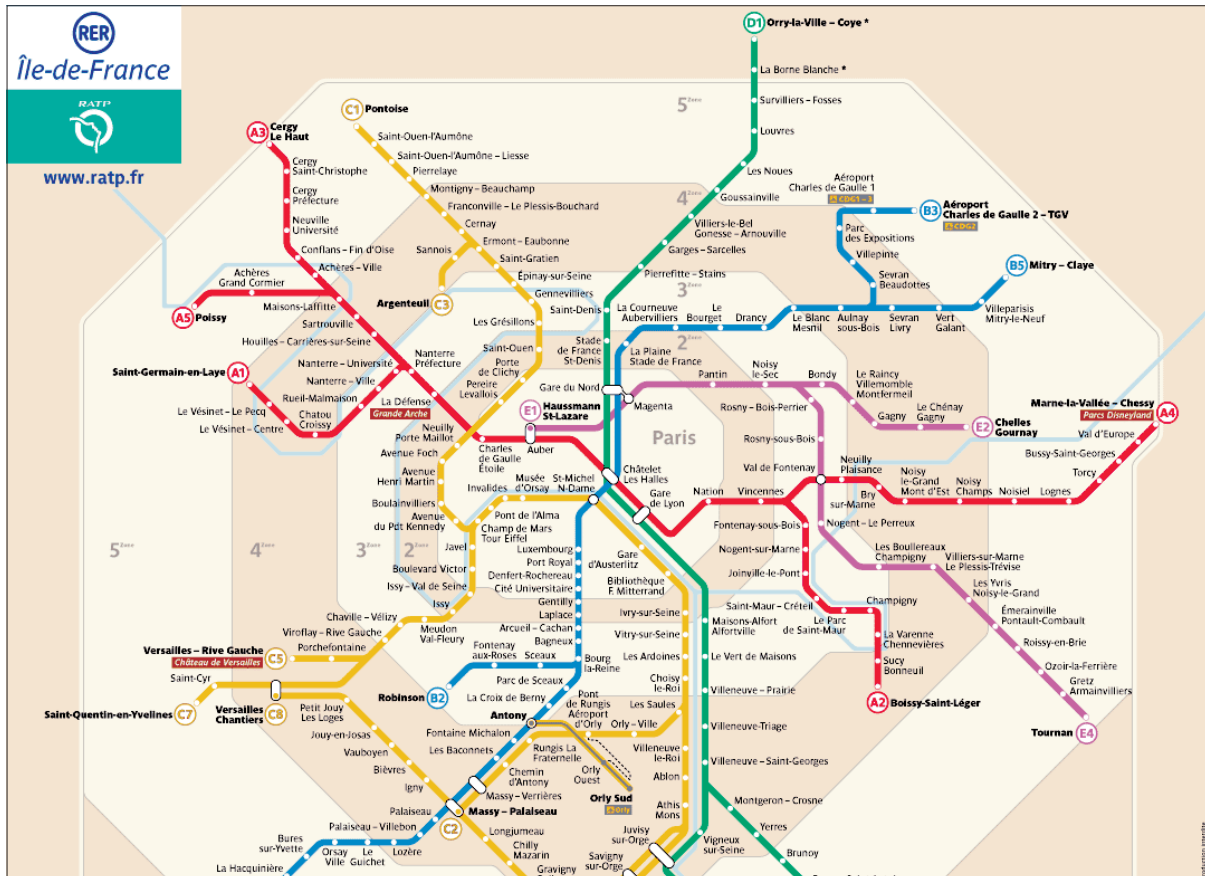 RER
Île-de-France
RATP
www.ratp.fr
D1
Orry-la-Ville – Coye *
La Borne Blanche *
Survilliers – Fosses
Louvres
Les Noues
Goussainville
Villiers-le-Bel
Gonesse – Arnouville
Garges – Sarcelles
Pierrefitte – Stains
Saint-Denis
Stade
de France
St-Denis
5 Zone
4 Zone
3 Zone
2 Zone
Paris
C1
Pontoise
Saint-Ouen-l'Aumône
Saint-Ouen-l'Aumône – Liesse
Pierrelaye
Montigny – Beauchamp
Franconville – Le Plessis-Bouchard
Cernay
Ermont – Eaubonne
Sannois
Saint-Gratien
Argenteuil
C3
Épinay-sur-Seine
Gennevilliers
Les Grésillons
Saint-Ouen
Porte
de Clichy
Pereire
Levallois
Neuilly
Porte Maillot
Avenue Foch
Avenue
Henri Martin
Boulainvilliers
Avenue
du Pdt Kennedy
A3
Cergy
Le Haut
Cergy
Saint-Christophe
Cergy
Préfecture
Neuville
Université
Conflans – Fin d'Oise
Achères – Ville
Achères
Grand Cormier
A5
Poissy
Maisons-Laffitte
Sartrouville
Houilles – Carrières-sur-Seine
Nanterre – Université
Nanterre
Préfecture
Saint-Germain-en-Laye
A1
Nanterre – Ville
Rueil-Malmaison
Le Vésinet – Le Pecq
Chatou
Croissy
Le Vésinet – Centre
La Défense
Grande Arche
Charles
de Gaulle
Étoile
Auber
E1
Haussmann
St-Lazare
Gare du Nord
Magenta
Châtelet
Les Halles
Gare
de Lyon
Nation
Vincennes
Aéroport
Charles de Gaulle 1
CDG1 – 3
B3
Aéroport
Charles de Gaulle 2 – TGV
CDG2
Parc
des Expositions
Villepinte
Sevran
Beaudottes
B5
Mitry – Claye
Villeparisis
Mitry-le-Neuf
Vert
Galant
Sevran
Livry
Aulnay
sous-Bois
Le Blanc
Mesnil
Drancy
Le
Bourget
La Courneuve
Aubervilliers
La Plaine
Stade de France
Pantin
Noisy
le-Sec
Bondy
Le Raincy
Villemomble
Montfermeil
Gagny
Le Chénay
Gagny
E2
Chelles
Gournay
Rosny – Bois-Perrier
Rosny-sous-Bois
Val de Fontenay
Marne-la-Vallée – Chessy
Parcs Disneyland
A4
Val d'Europe
Bussy-Saint-Georges
Torcy
Lognes
Noisiel
Noisy
Champs
Noisy
le-Grand
Mont d'Est
Bry
sur-Marne
Neuilly
Plaisance
Fontenay-sous-Bois
Nogent-sur-Marne
Joinville-le-Pont
Saint-Maur – Créteil
Le Parc
de Saint-Maur
Champigny
La Varenne
Chennevières
Sucy
Bonneuil
A2
Boissy-Saint-Léger
Nogent – Le Perreux
Les Boullereaux
Champigny
Villiers-sur-Marne
Le Plessis-Trévise
Les Yvris
Noisy-le-Grand
Émerainville
Pontault-Combault
Roissy-en-Brie
Ozoir-la-Ferrière
Gretz
Armainvilliers
Tournan
E4
Musée
d'Orsay
St-Michel
N-Dame
Invalides
Pont de l'Alma
Champ de Mars
Tour Eiffel
Javel
Boulevard Victor
Issy – Val de Seine
Issy
Meudon
Val-Fleury
Chaville – Vélizy
Viroflay – Rive Gauche
Porchefontaine
Versailles – Rive Gauche
Château de Versailles
C5
Saint-Cyr
Saint-Quentin-en-Yvelines
C7
Versailles
Chantiers
C6
Petit Jouy
Les Loges
Jouy-en-Josas
Vauboyen
Bièvres
Igny
5 Zone
4 Zone
3 Zone
2 Zone
Luxembourg
Port Royal
Denfert-Rochereau
Cité Universitaire
Gentilly
Laplace
Arcueil – Cachan
Bagneux
Bourg
la-Reine
Sceaux
Fontenay
aux-Roses
Robinson
B2
Parc de Sceaux
La Croix de Berny
Antony
Fontaine Michalon
Les Baconnets
Chemin
d'Antony
Massy – Verrières
Massy – Palaiseau
C2
Palaiseau
Palaiseau – Villebon
Lozère
Le
Guichet
Orsay
Ville
Bures
sur-Yvette
La Hacquinière
Longjumeau
Chilly
Mazarin
Gravigny
Gare
d'Austerlitz
Bibliothèque
F. Mitterrand
Ivry-sur-Seine
Vitry-sur-Seine
Les Ardoines
Choisy
le-Roi
Les Saules
Orly – Ville
Pont
de Rungis
Aéroport
d'Orly
Rungis La
Fraternelle
Orly
Ouest
Orly Sud
Orly
Villeneuve
le-Roi
Ablon
Athis
Mons
Juvisy
sur-Orge
Savigny
sur-Orge
Maisons-Alfort
Alfortville
Le Vert de Maisons
Villeneuve – Prairie
Villeneuve-Triage
Villeneuve – Saint-Georges
Montgeron – Crosne
Yerres
Brunoy
Vigneux
sur-Seine